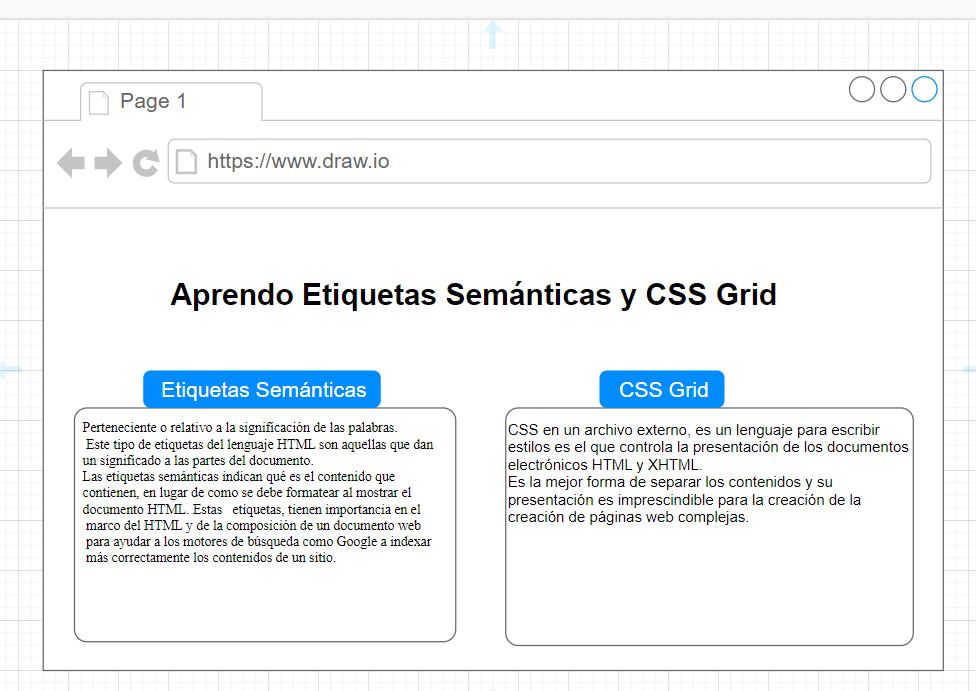 Page 1
https://www.draw.io
Aprendo Etiquetas Semánticas y CSS Grid
Etiquetas Semánticas
Perteneciente o relativo a la significación de las palabras.
Este tipo de etiquetas del lenguaje HTML son aquellas que dan
un significado a las partes del documento.
Las etiquetas semánticas indican qué es el contenido que
contienen, en lugar de como se debe formatear al mostrar el
documento HTML. Estas etiquetas, tienen importancia en el
marco del HTML y de la composición de un documento web
para ayudar a los motores de búsqueda como Google a indexar
más correctamente los contenidos de un sitio.
CSS Grid
CSS en un archivo externo, es un lenguaje para escribir
estilos es el que controla la presentación de los documentos
electrónicos HTML y XHTML.
Es la mejor forma de separar los contenidos y su
presentación es imprescindible para la creación de la
creación de páginas web complejas.